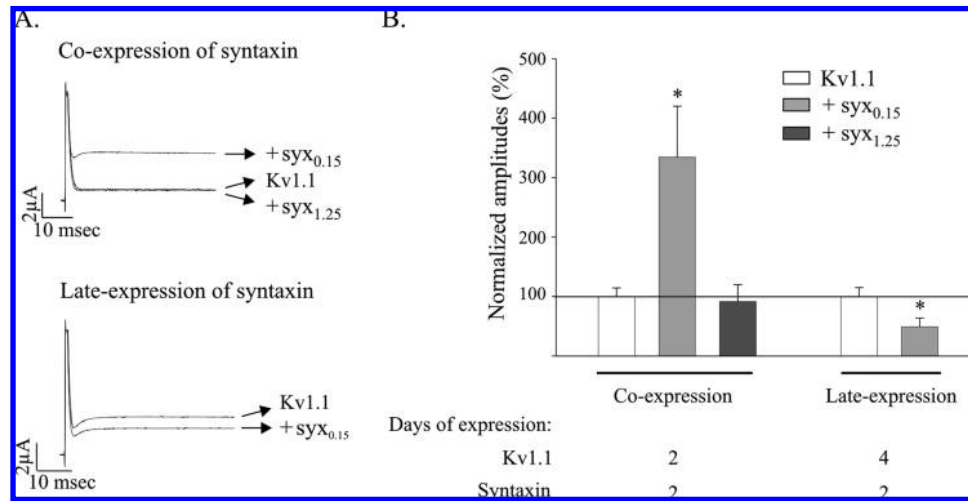 A.
Co-expression of syntaxin
+ syx0.15
Kv1.1
+ syx1.25
2µA
10 msec
Late-expression of syntaxin
Kv1.1
+ syx0.15
2µA
10 msec
B.
Normalized amplitudes (%)
500
400
300
200
100
* *
Kv1.1
+ syx0.15
+ syx1.25
Co-expression Late-expression
Days of expression:
Kv1.1 2 4
Syntaxin 2 2